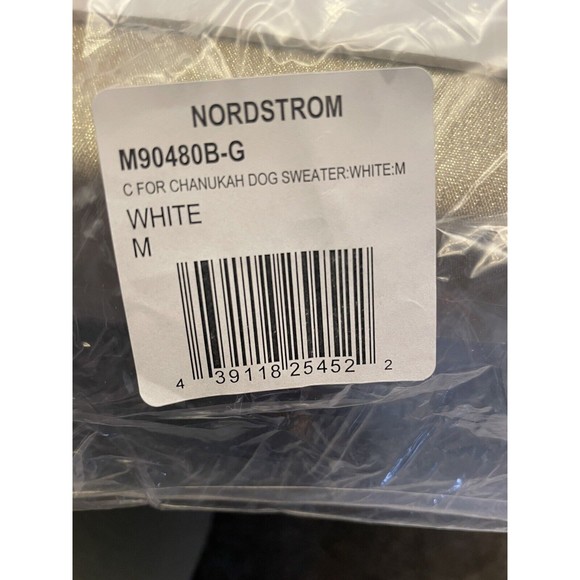 NORDSTROM
M90480B-G
C FOR CHANUKAH DOG SWEATER:WHITE:M
WHITE
M
4 39118 25452 2